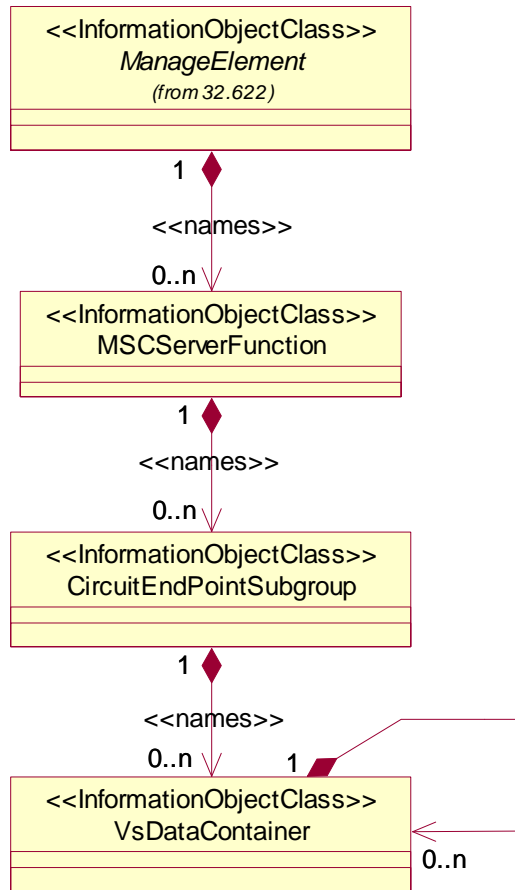 <<InformationObjectClass>>
ManageElement
(from 32.622)
1
<<names>>
0..n
<<InformationObjectClass>>
MSCServerFunction
1
<<names>>
0..n
<<InformationObjectClass>>
CircuitEndPointSubgroup
1
<<names>>
0..n
1
<<InformationObjectClass>>
VsDataContainer
0..n